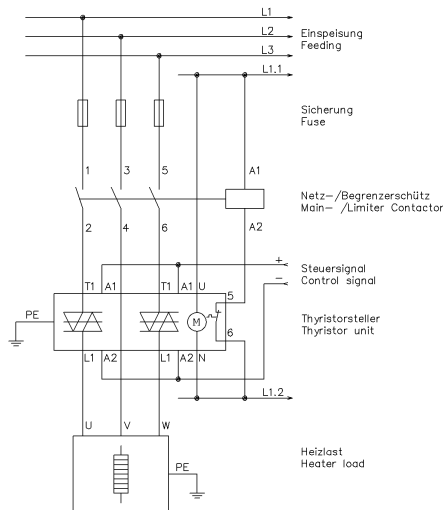 L1
L2
Einspeisung
Feeding
L3
L1.1
Sicherung
Fuse
1 3 5 A1
Netz-/Begrenzerschütz
Main- /Limiter Contactor
2 4 6 A2
+
Steuersignal
Control signal
-
T1 A1 T1 A1 U
5
PE
M
Thyristorsteller
Thyristor unit
6
L1 A2 L1 A2 N
L1.2
U V W
Heizlast
Heater load
PE